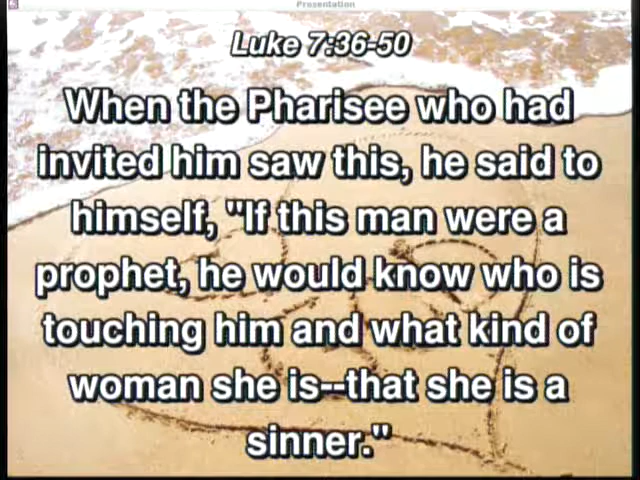 Presentation
Luke 7:36-50
When the Pharisee who had
invited him saw this, he said to
himself, "If this man were a
prophet, he would know who is
touching him and what kind of
woman she is--that she is a
sinner."